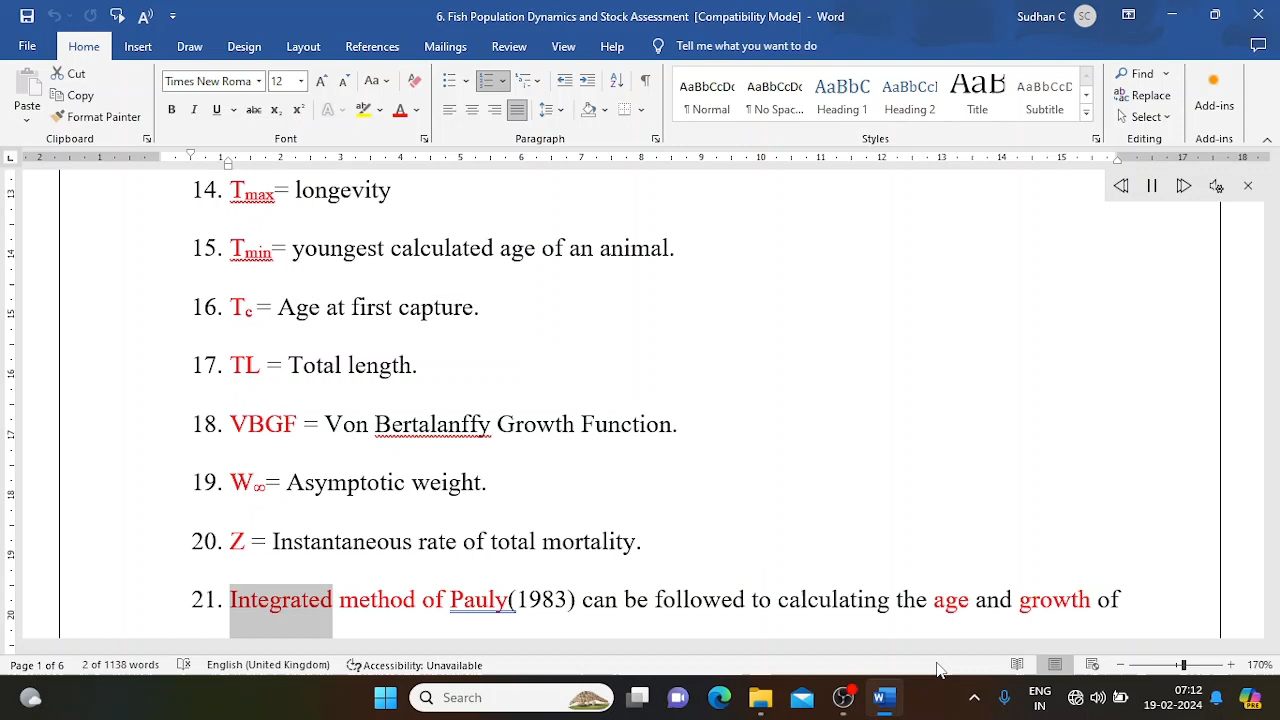 6. Fish Population Dynamics and Stock Assessment [Compatibility Mode] - Word
Sudhan C SC
File Home Insert Draw Design Layout References Mailings Review View Help Tell me what you want to do
Paste Cut Copy Format Painter
Clipboard
Times New Roma 12
Font
Paragraph
AaBbCcDc AaBbCcDc AaBbC AaBbCcI AaB AaBbCcD
¶ Normal ¶ No Spac... Heading 1 Heading 2 Title Subtitle
Styles
Find Replace Select
Editing
Add-ins
Add-ins
14. Tmax= longevity
15. Tmin= youngest calculated age of an animal.
16. Tc = Age at first capture.
17. TL = Total length.
18. VBGF = Von Bertalanffy Growth Function.
19. W∞= Asymptotic weight.
20. Z = Instantaneous rate of total mortality.
21. Integrated method of Pauly(1983) can be followed to calculating the age and growth of
Page 1 of 6 2 of 1138 words English (United Kingdom) Accessibility: Unavailable 170%
Search
ENG
IN
07:12
13-02-2024